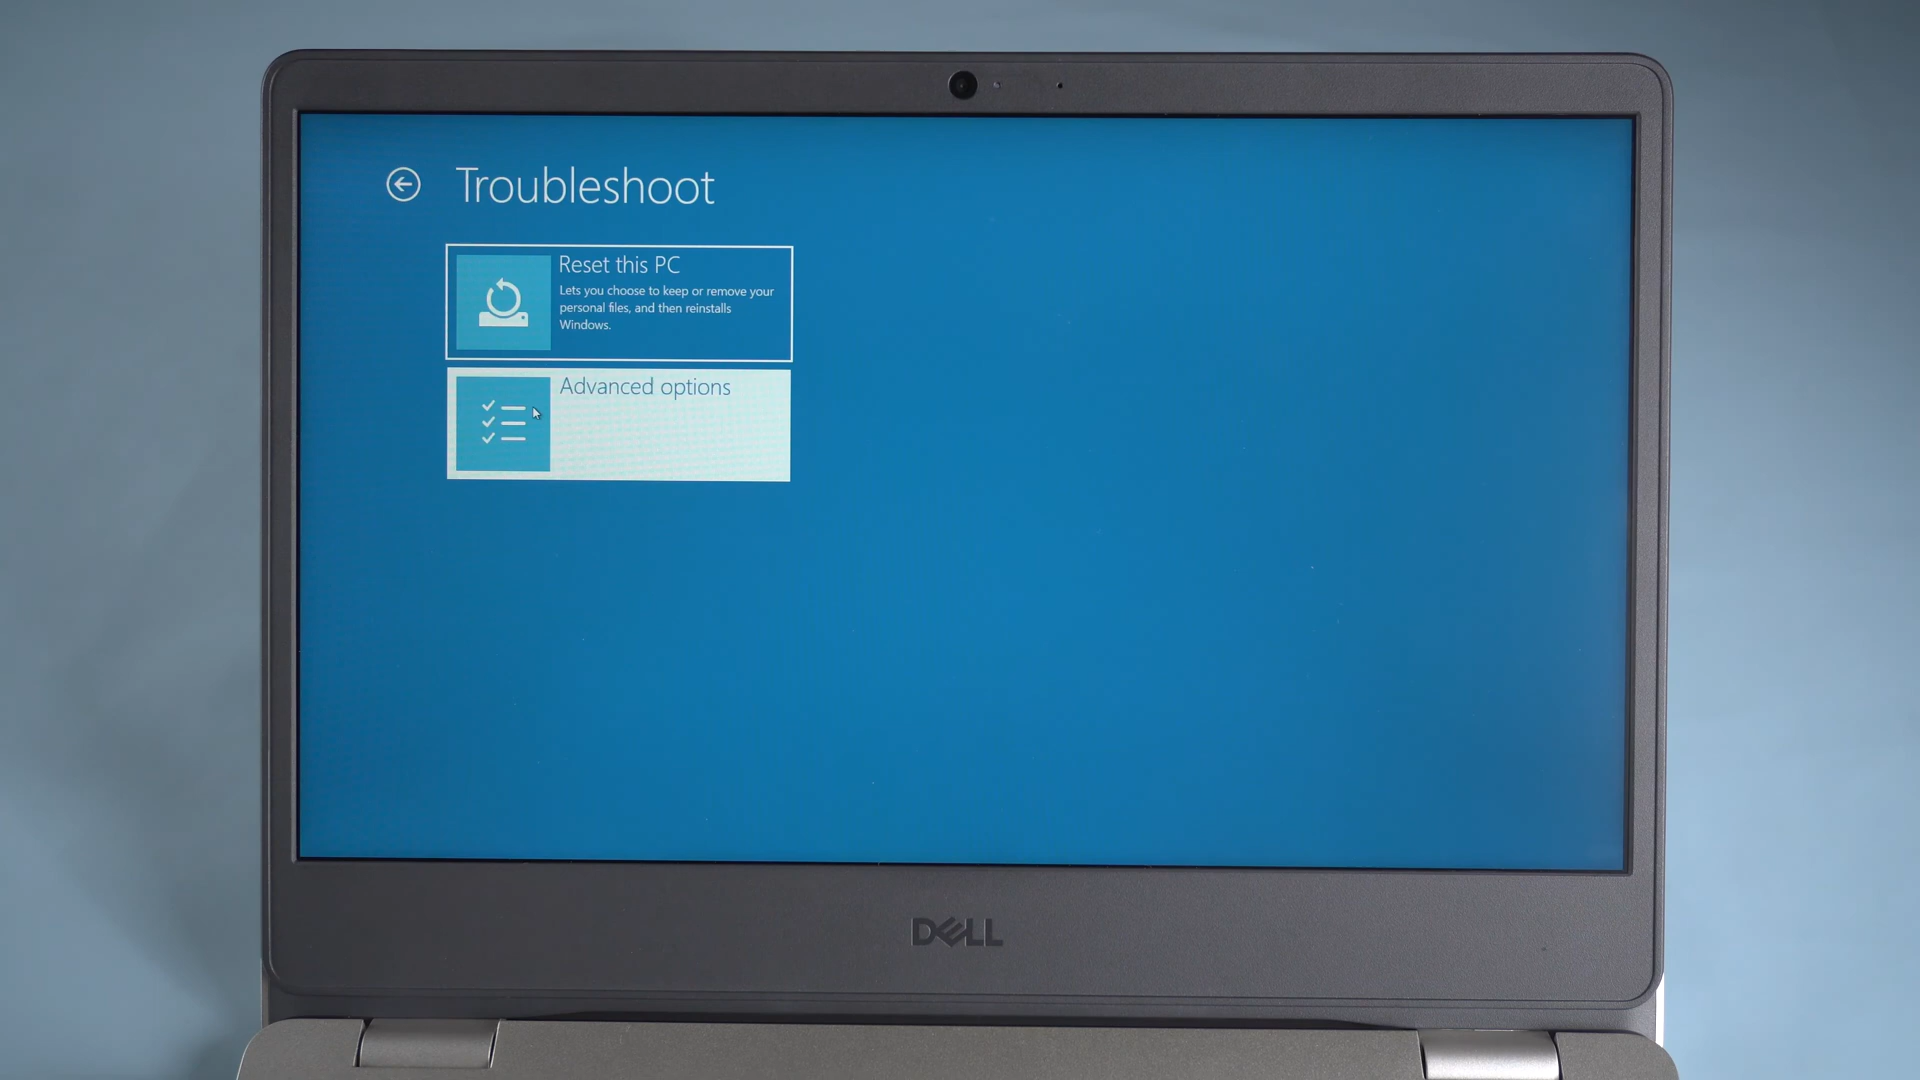 Troubleshoot
Reset this PC
Lets you choose to keep or remove your
personal files, and then reinstalls
Windows.
Advanced options
DELL